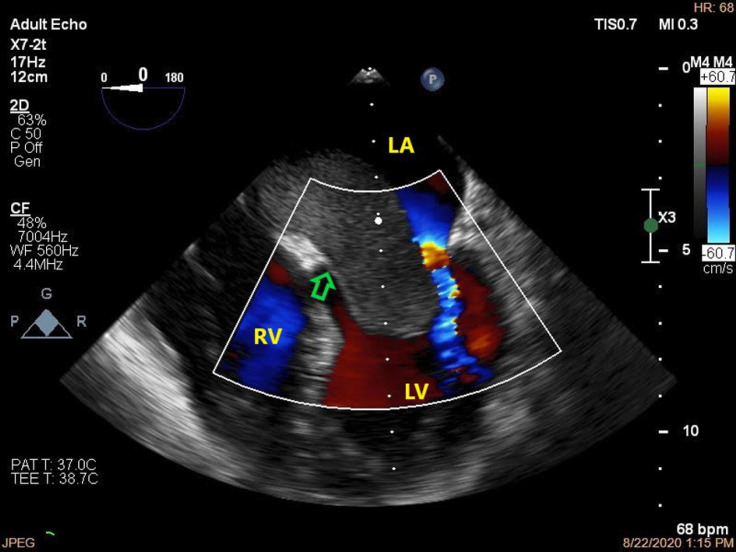 HR: 68
Adult Echo
X7-2t
17Hz
12cm
TIS0.7 MI 0.3
0 0 180
P
0
M4 M4
+60.7
2D
63%
C 50
P Off
Gen
LA
CF
48%
7004Hz
WF 560Hz
4.4MHz
X3
5
-60.7
cm/s
G
P R
RV
LV
10
PAT T: 37.0C
TEE T: 38.7C
68 bpm
JPEG
8/22/2020 1:15 PM